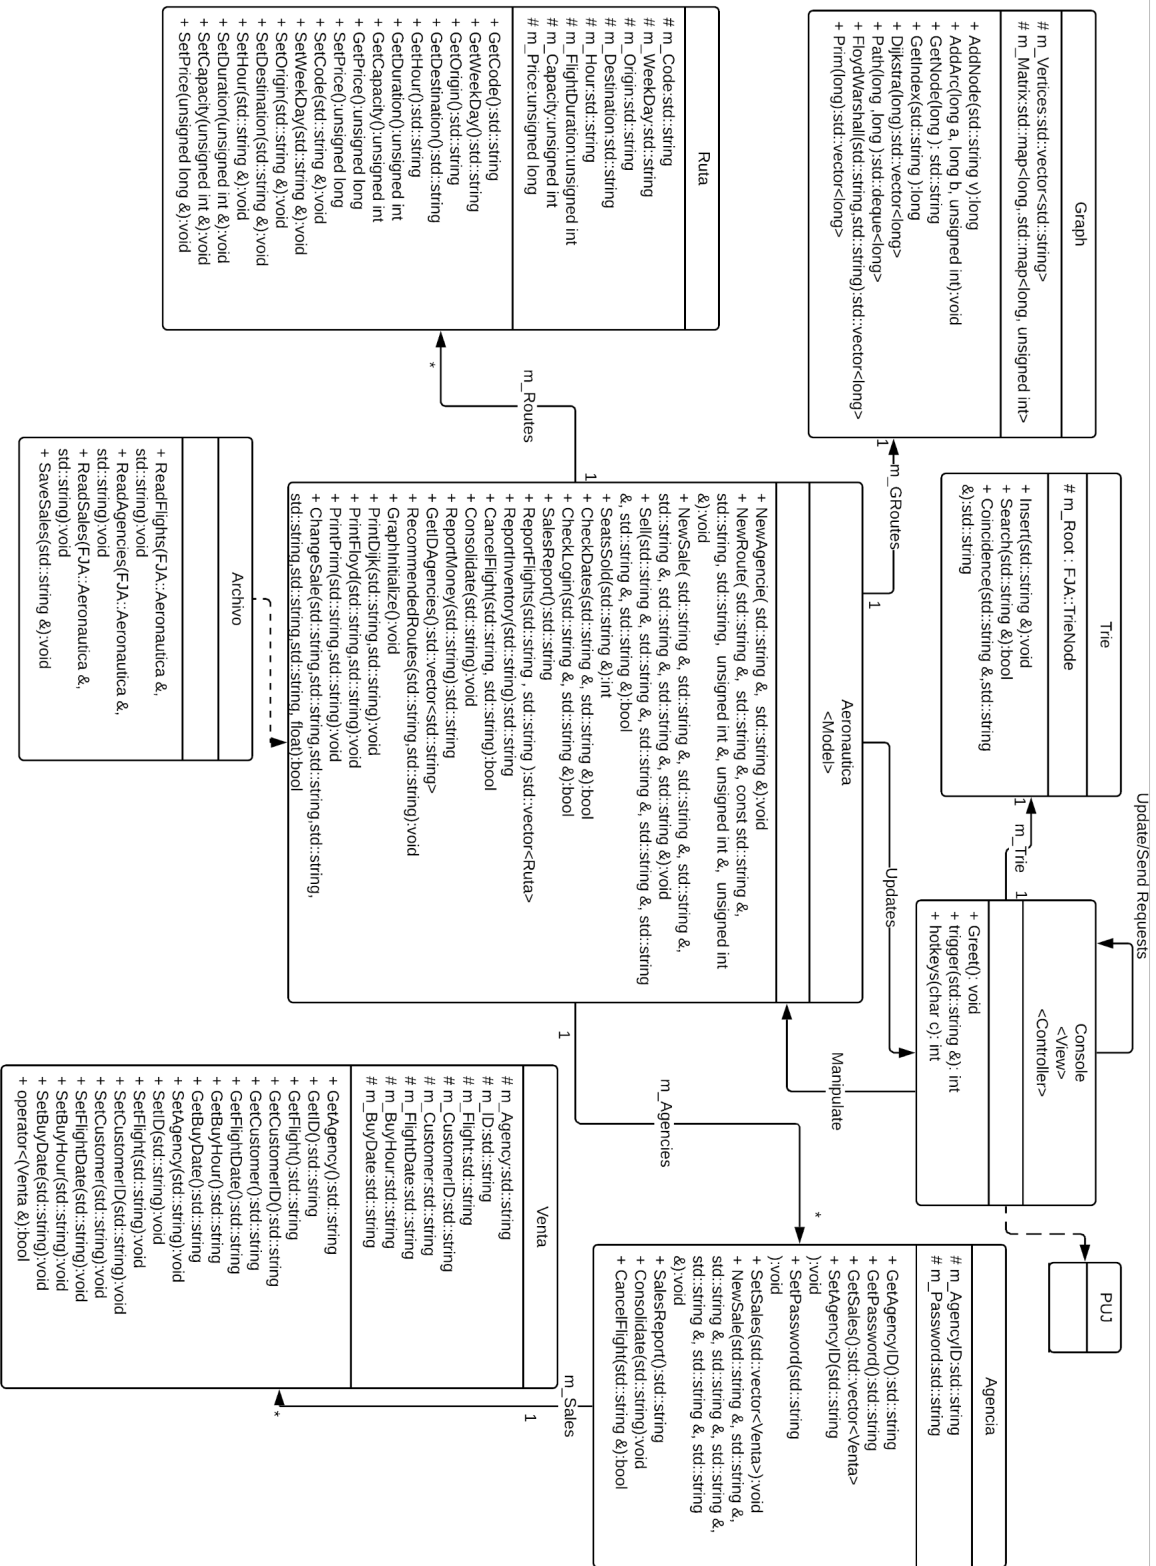 Graph
# m_Vertices:std::vector<std::string>
# m_Matrix:std::map<long,.std::map<long, unsigned int>
+ AddNode(std::string v):long
+ AddArc(long a, long b, unsigned int):void
+ GetNode(long ): std::string
+ GetIndex(std::string ):long
+ Dijkstra(long):std::vector<long>
+ Path(long ,long ):std::deque<long>
+ FloydWarshall(std::string,std::string):std::vector<long>
+ Prim(long):std::vector<long>
1
m_GRoutes
1
Trie
# m_Root : FJA::TrieNode
+ Insert(std::string &):void
+ Search(std::string &):bool
+ Coincidence(std::string &,std::string
&):std::string
1
m_Trie
1
Update/Send Requests
Console
<View>
<Controller>
+ Greet(): void
+ trigger(std::string &): int
+ hotkeys(char c): int
PUJ
Updates
Manipulate
Ruta
# m_Code:std::string
# m_WeekDay:std::string
# m_Origin:std::string
# m_Destination:std::string
# m_Hour:std::string
# m_FlightDuration:unsigned int
# m_Capacity:unsigned int
# m_Price:unsigned long
+ GetCode():std::string
+ GetWeekDay():std::string
+ GetOrigin():std::string
+ GetDestination():std::string
+ GetHour():std::string
+ GetDuration():unsigned int
+ GetCapacity():unsigned int
+ GetPrice():unsigned long
+ SetPrice():unsigned long
+ SetCode(std::string &):void
+ SetWeekDay(std::string &):void
+ SetOrigin(std::string &):void
+ SetDestination(std::string &):void
+ SetHour(std::string &):void
+ SetDuration(unsigned int &):void
+ SetCapacity(unsigned int &):void
+ SetPrice(unsigned long &):void
*
m_Routes
1
Aeronautica
<Model>
+ NewAgencie( std::string &,  std::string &):void
+ NewRoute( std::string &,  std::string &, const std::string &,
std::string, std::string,  unsigned int &, unsigned int &,  unsigned int
&):void
+ NewSale( std::string &, std::string &, std::string &, std::string &,
std::string &, std::string &, std::string &, std::string &):void
+ Sell(std::string &, std::string &, std::string &, std::string &, std::string
&, std::string &, std::string &):bool
+ SeatsSold(std::string &):int
+ CheckDates(std::string &, std::string &):bool
+ CheckLogin(std::string &, std::string &):bool
+ SalesReport():std::string
+ ReportFlights(std::string , std::string ):std::vector<Ruta>
+ ReportInventory(std::string):std::string
+ CancelFlight(std::string, std::string):bool
+ Consolidate(std::string):void
+ ReportMoney(std::string):std::string
+ GetIDAgencies():std::vector<std::string>
+ RecommendedRoutes(std::string,std::string):void
+ GraphInitialize():void
+ PrintDijk(std::string,std::string):void
+ PrintFloyd(std::string,std::string):void
+ PrintPrim(std::string,std::string):void
+ ChangeSale(std::string,std::string,std::string,std::string,
std::string,std::string,std::string, float):bool
1
m_Agencies
*
Agencia
# m_AgencyID:std::string
# m_Password:std::string
+ GetAgencyID():std::string
+ GetPassword():std::string
+ GetSales():std::vector<Venta>
+ SetAgencyID(std::string
):void
+ SetPassword(std::string
):void
+ SetSales(std::vector<Venta>):void
+ NewSale(std::string &, std::string &,
std::string &, std::string &, std::string &,
std::string &, std::string &, std::string
&):void
+ SalesReport():std::string
+ Consolidate(std::string):void
+ CancelFlight(std::string &):bool
1
m_Sales
*
Archivo
+ ReadFlights(FJA::Aeronautica &,
std::string):void
+ ReadAgencies(FJA::Aeronautica &,
std::string):void
+ ReadSales(FJA::Aeronautica &,
std::string):void
+ SaveSales(std::string &):void
Venta
# m_Agency:std::string
# m_ID:std::string
# m_Flight:std::string
# m_CustomerID:std::string
# m_Customer:std::string
# m_FlightDate:std::string
# m_BuyHour:std::string
# m_BuyDate:std::string
+ GetAgency():std::string
+ GetID():std::string
+ GetFlight():std::string
+ GetCustomerID():std::string
+ GetCustomer():std::string
+ GetFlightDate():std::string
+ GetBuyHour():std::string
+ GetBuyDate():std::string
+ SetAgency(std::string):void
+ SetID(std::string):void
+ SetFlight(std::string):void
+ SetCustomerID(std::string):void
+ SetCustomer(std::string):void
+ SetFlightDate(std::string):void
+ SetBuyHour(std::string):void
+ SetBuyDate(std::string):void
+ operator<(Venta &):bool